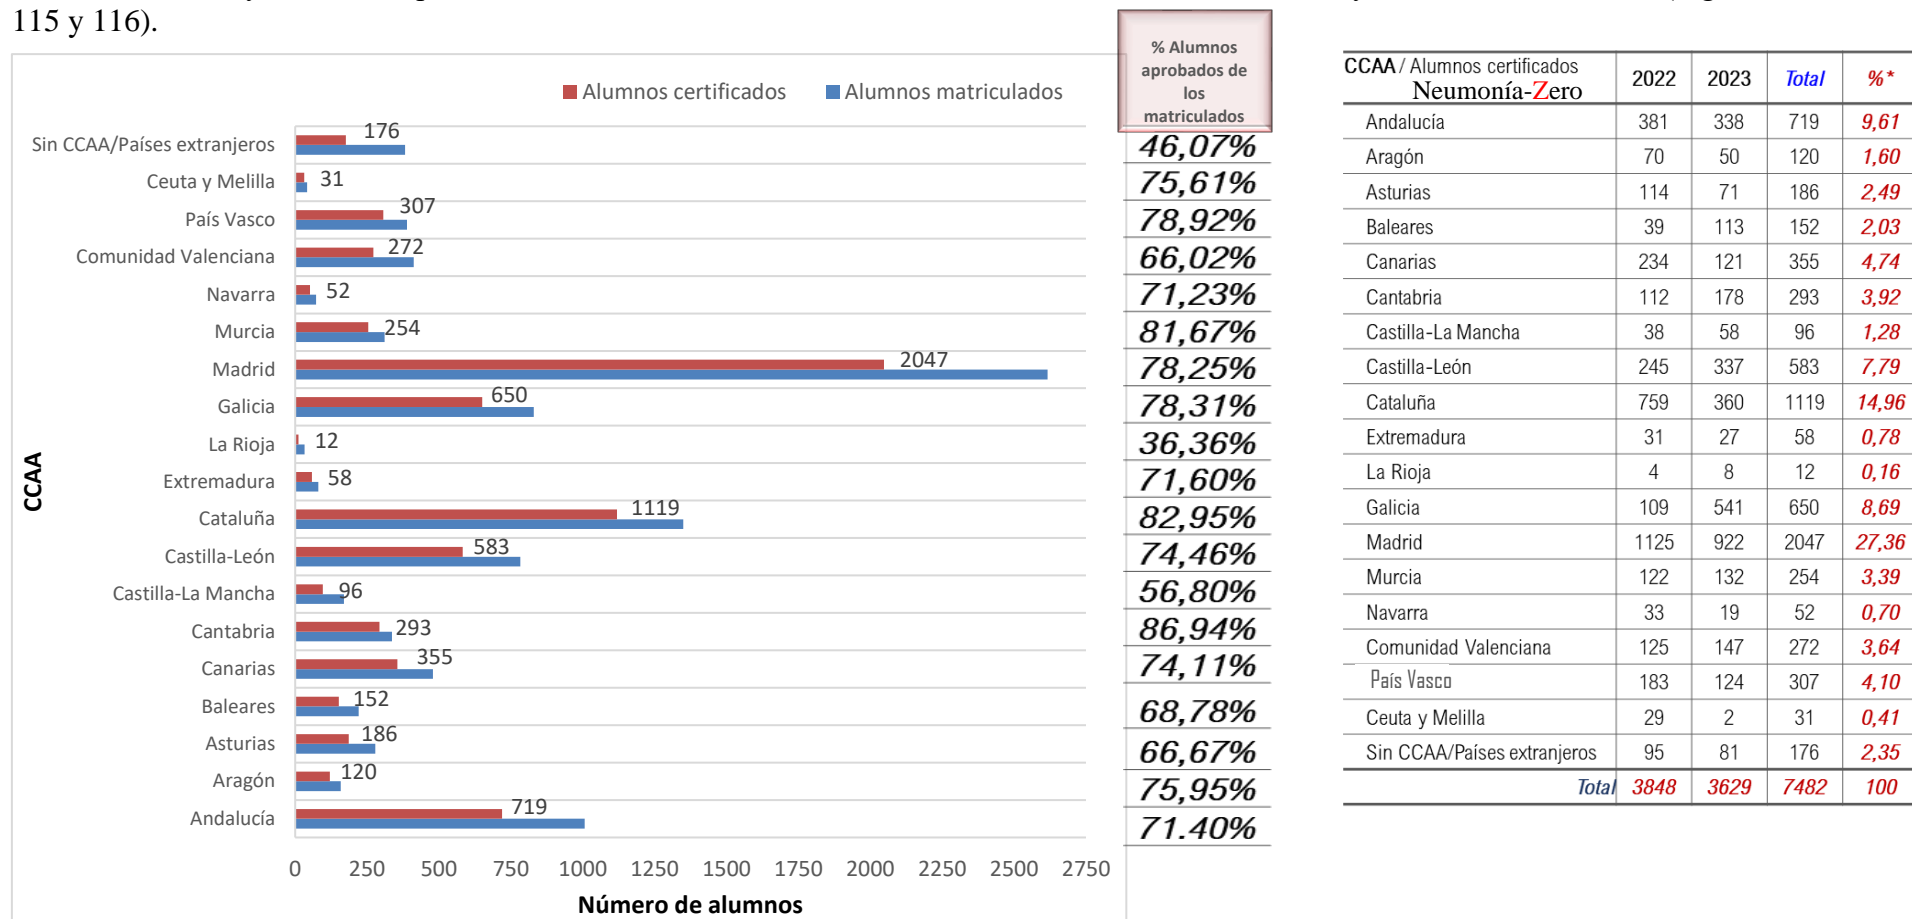 115 y 116).
% Alumnos
aprobados de
los
matriculados
Alumnos certificados Alumnos matriculados
Sin CCAA/Países extranjeros 176 46,07%
Ceuta y Melilla 31 75,61%
País Vasco 307 78,92%
Comunidad Valenciana 272 66,02%
Navarra 52 71,23%
Murcia 254 81,67%
Madrid 2047 78,25%
Galicia 650 78,31%
La Rioja 12 36,36%
Extremadura 58 71,60%
Cataluña 1119 82,95%
Castilla-León 583 74,46%
Castilla-La Mancha 96 56,80%
Cantabria 293 86,94%
Canarias 355 74,11%
Baleares 152 68,78%
Asturias 186 66,67%
Aragón 120 75,95%
Andalucía 719 71.40%
CCAA
0 250 500 750 1000 1250 1500 1750 2000 2250 2500 2750
Número de alumnos
CCAA / Alumnos certificados 2022 2023 Total %*
Neumonía-Zero
Andalucía 381 338 719 9,61
Aragón 70 50 120 1,60
Asturias 114 71 186 2,49
Baleares 39 113 152 2,03
Canarias 234 121 355 4,74
Cantabria 112 178 293 3,92
Castilla-La Mancha 38 58 96 1,28
Castilla-León 245 337 583 7,79
Cataluña 759 360 1119 14,96
Extremadura 31 27 58 0,78
La Rioja 4 8 12 0,16
Galicia 109 541 650 8,69
Madrid 1125 922 2047 27,36
Murcia 122 132 254 3,39
Navarra 33 19 52 0,70
Comunidad Valenciana 125 147 272 3,64
País Vasco 183 124 307 4,10
Ceuta y Melilla 29 2 31 0,41
Sin CCAA/Países extranjeros 95 81 176 2,35
Total 3848 3629 7482 100